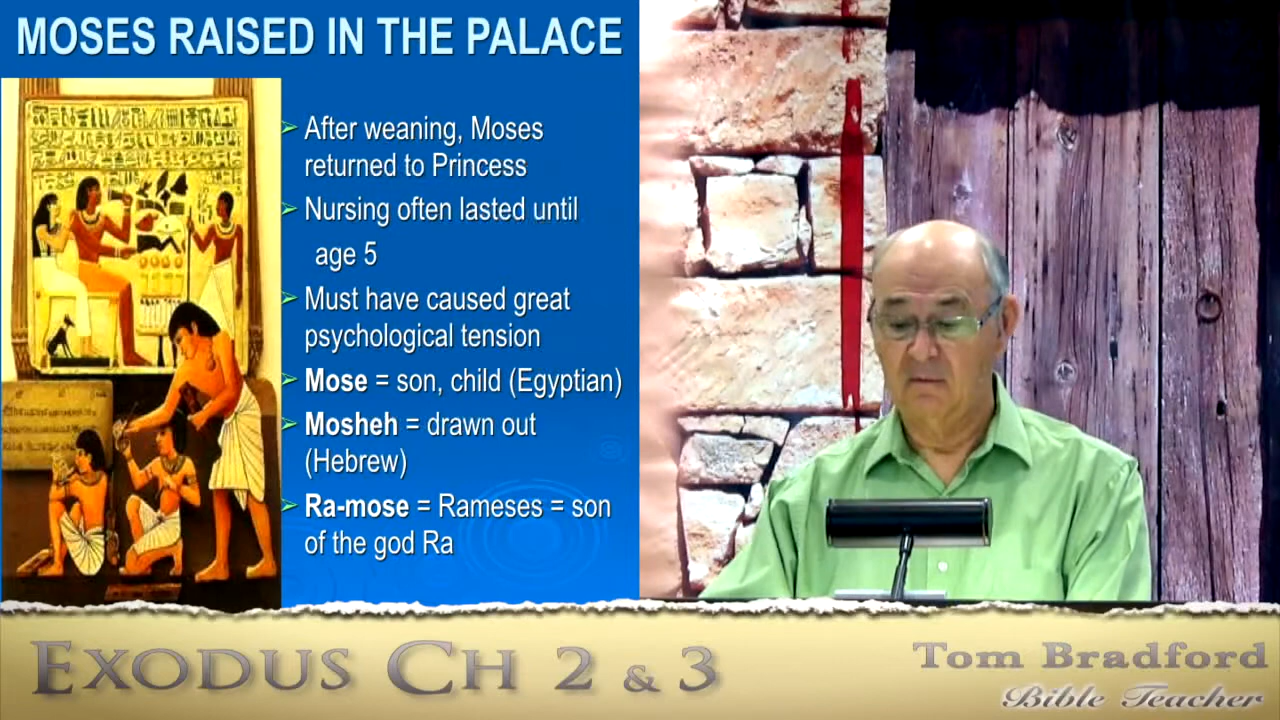 MOSES RAISED IN THE PALACE
➢ After weaning, Moses
returned to Princess
➢ Nursing often lasted until
age 5
➢ Must have caused great
psychological tension
➢ Mose = son, child (Egyptian)
➢ Mosheh = drawn out
(Hebrew)
➢ Ra-mose = Rameses = son
of the god Ra
EXODUS CH 2 & 3
Tom Bradford
Bible Teacher